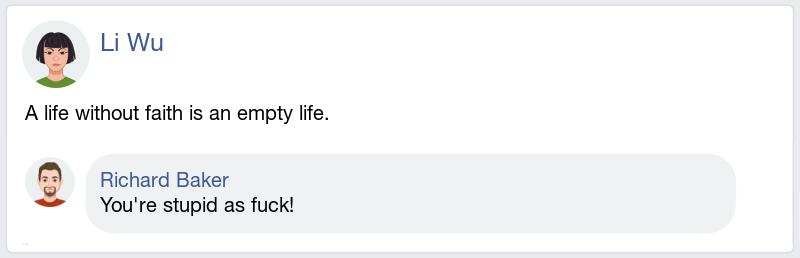 Li Wu
A life without faith is an empty life.
Richard Baker
You're stupid as fuck!